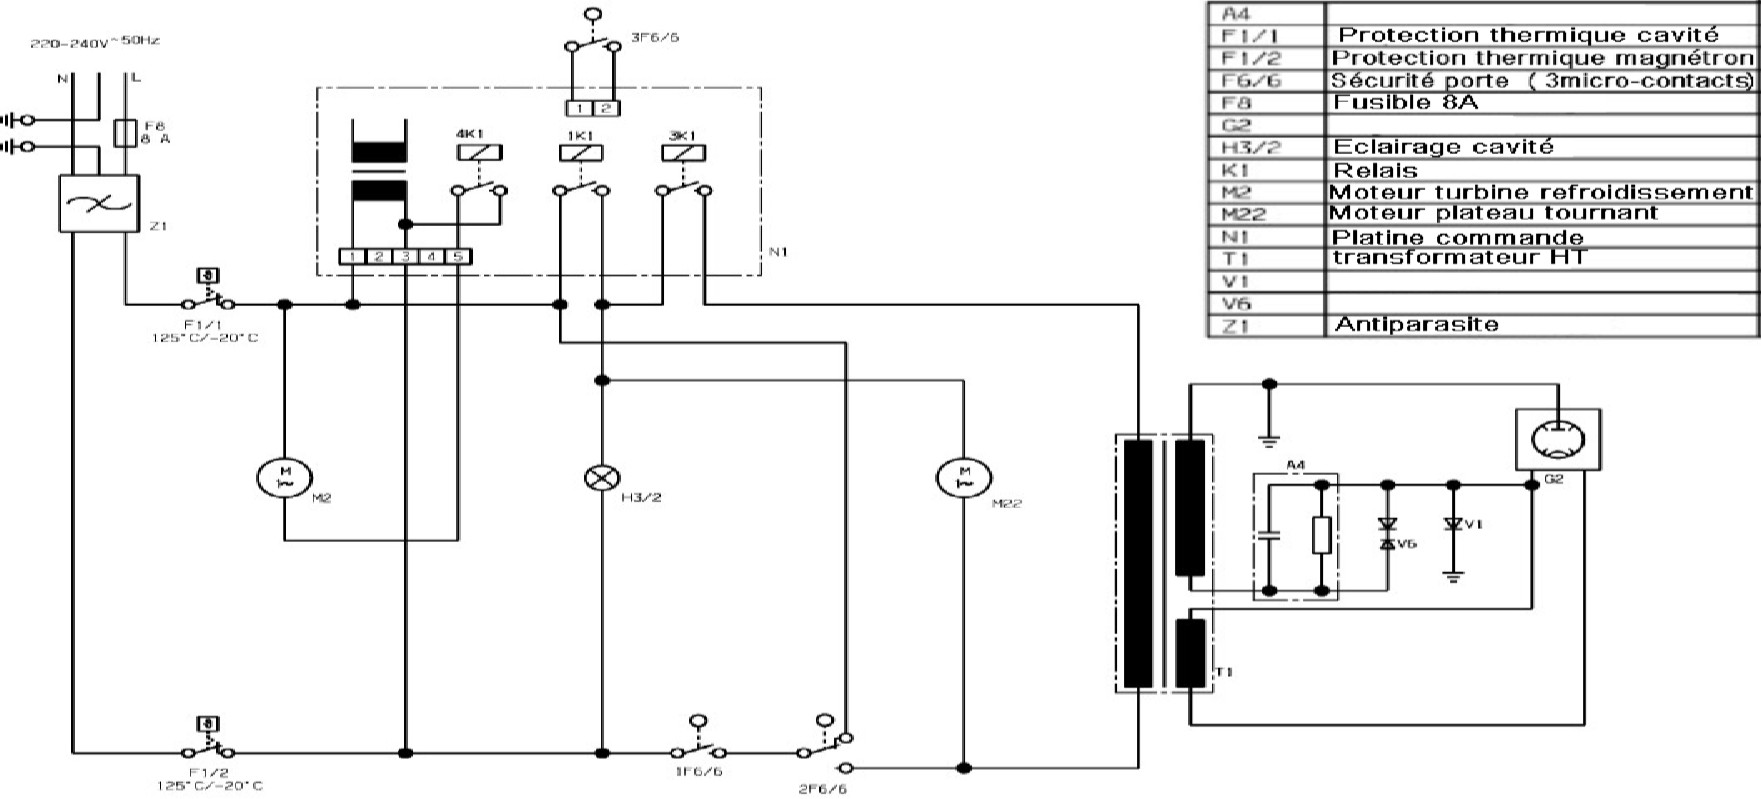 220-240V~50Hz
N
L
F8
8 A
Z1
3F6/6
1 2
4K1
1K1
3K1
1 2 3 4 5
N1
F1/1
125°C/-20°C
M
1~
M2
H3/2
M
1~
M22
F1/2
125°C/-20°C
1F6/6
2F6/6
T1
A4
V6
V1
G2
A4
F1/1 Protection thermique cavité
F1/2 Protection thermique magnétron
F6/6 Sécurité porte ( 3micro-contacts)
F8 Fusible 8A
G2
H3/2 Eclairage cavité
K1 Relais
M2 Moteur turbine refroidissement
M22 Moteur plateau tournant
N1 Platine commande
T1 transformateur HT
V1
V6
Z1 Antiparasite